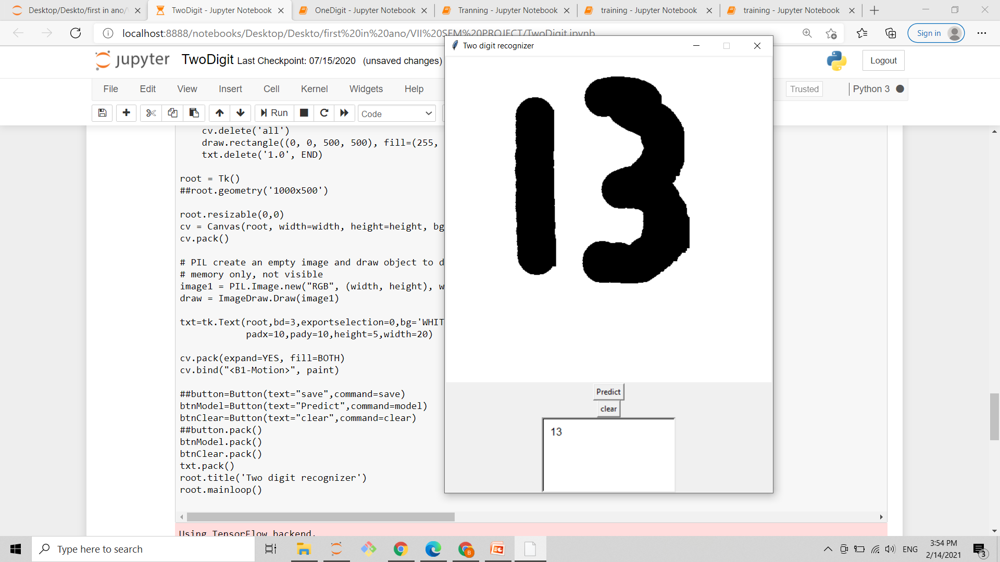 Desktop/Deskto/first in ano/
TwoDigit - Jupyter Notebook
OneDigit - Jupyter Notebook
Tranning - Jupyter Notebook
training - Jupyter Notebook
training - Jupyter Notebook
localhost:8888/notebooks/Desktop/Deskto/first%20in%20ano/VII%20SEM%20PROJECT/TwoDigit.ipynb
Sign in
Two digit recognizer
jupyter TwoDigit Last Checkpoint: 07/15/2020 (unsaved changes)
Logout
File Edit View Insert Cell Kernel Widgets Help
Trusted
Python 3
Run
Code
cv.delete('all')
draw.rectangle((0, 0, 500, 500), fill=(255,
txt.delete('1.0', END)
root = Tk()
##root.geometry('1000x500')
root.resizable(0,0)
cv = Canvas(root, width=width, height=height, bg
cv.pack()
# PIL create an empty image and draw object to d
# memory only, not visible
image1 = PIL.Image.new("RGB", (width, height), w
draw = ImageDraw.Draw(image1)
txt=tk.Text(root,bd=3,exportselection=0,bg='WHIT
padx=10,pady=10,height=5,width=20)
cv.pack(expand=YES, fill=BOTH)
cv.bind("<B1-Motion>", paint)
##button=Button(text="save",command=save)
btnModel=Button(text="Predict",command=model)
btnClear=Button(text="clear",command=clear)
##button.pack()
btnModel.pack()
btnClear.pack()
txt.pack()
root.title('Two digit recognizer')
root.mainloop()
Using TensorFlow backend.
13
Predict
clear
13
Type here to search
B
ENG
3:54 PM
2/14/2021
3